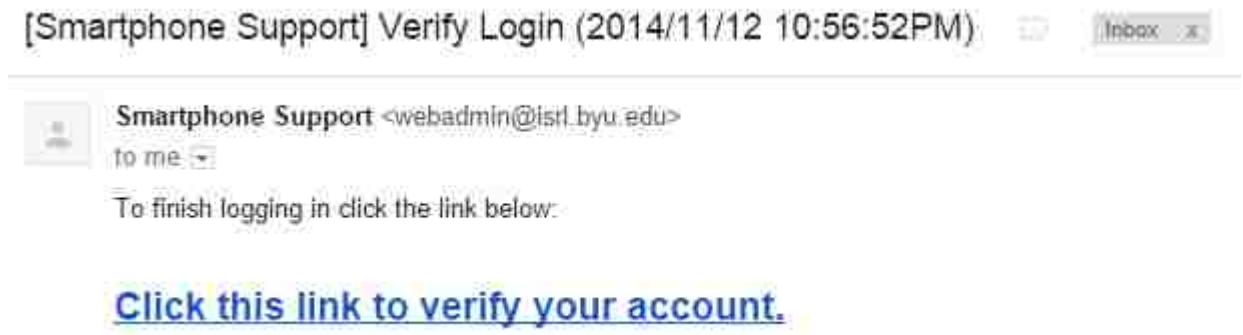 [Smartphone Support] Verify Login (2014/11/12 10:56:52PM) Inbox x
Smartphone Support <webadmin@isrl.byu.edu>
to me
To finish logging in click the link below:
Click this link to verify your account.